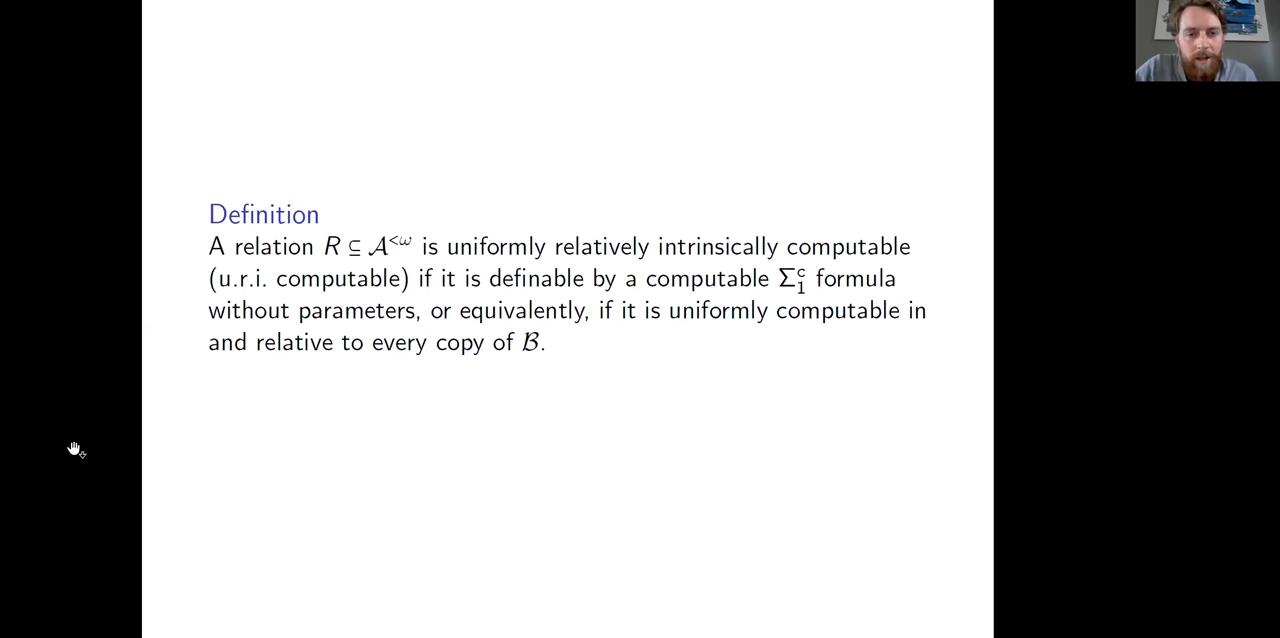 Definition
A relation R ⊆ 𝒜^{<ω} is uniformly relatively intrinsically computable
(u.r.i. computable) if it is definable by a computable Σ₁ᶜ formula
without parameters, or equivalently, if it is uniformly computable in
and relative to every copy of ℬ.